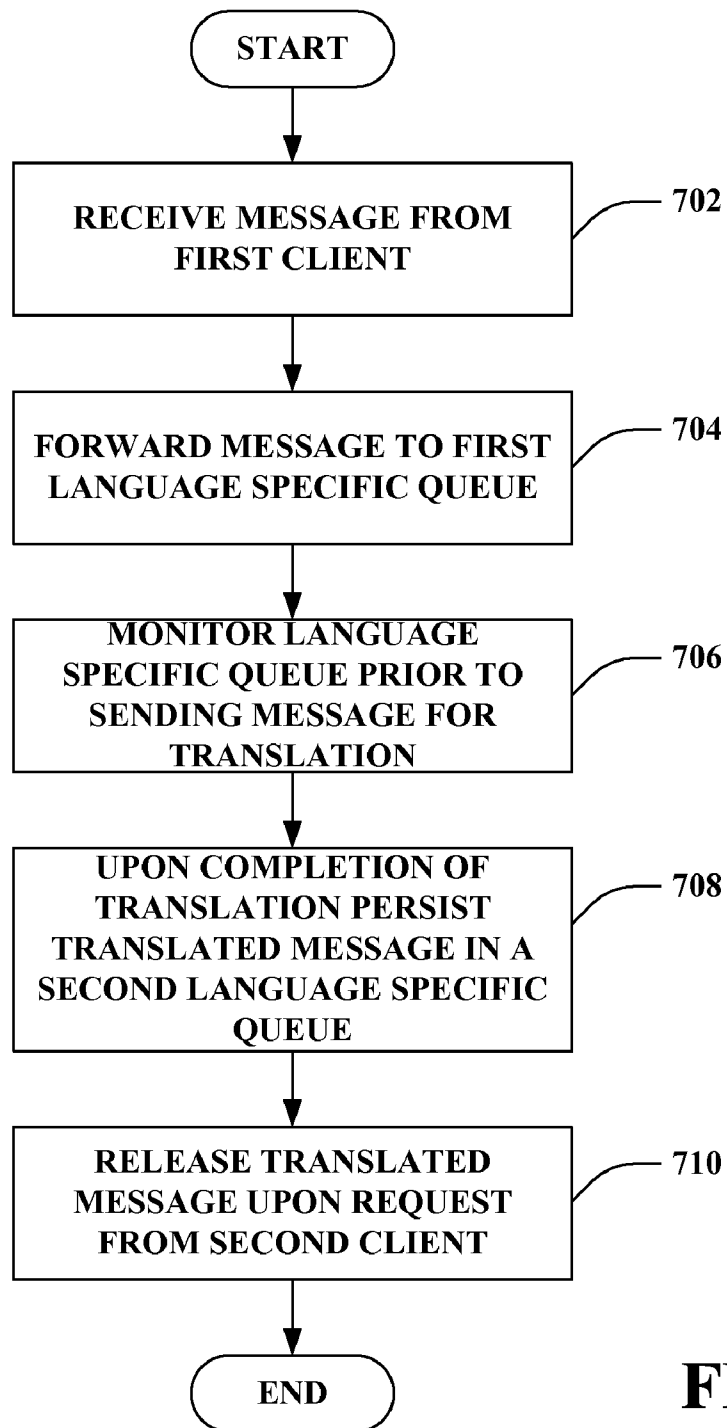 START
RECEIVE MESSAGE FROM
FIRST CLIENT
702
FORWARD MESSAGE TO FIRST
LANGUAGE SPECIFIC QUEUE
704
MONITOR LANGUAGE
SPECIFIC QUEUE PRIOR TO
SENDING MESSAGE FOR
TRANSLATION
706
UPON COMPLETION OF
TRANSLATION PERSIST
TRANSLATED MESSAGE IN A
SECOND LANGUAGE SPECIFIC
QUEUE
708
RELEASE TRANSLATED
MESSAGE UPON REQUEST
FROM SECOND CLIENT
710
END